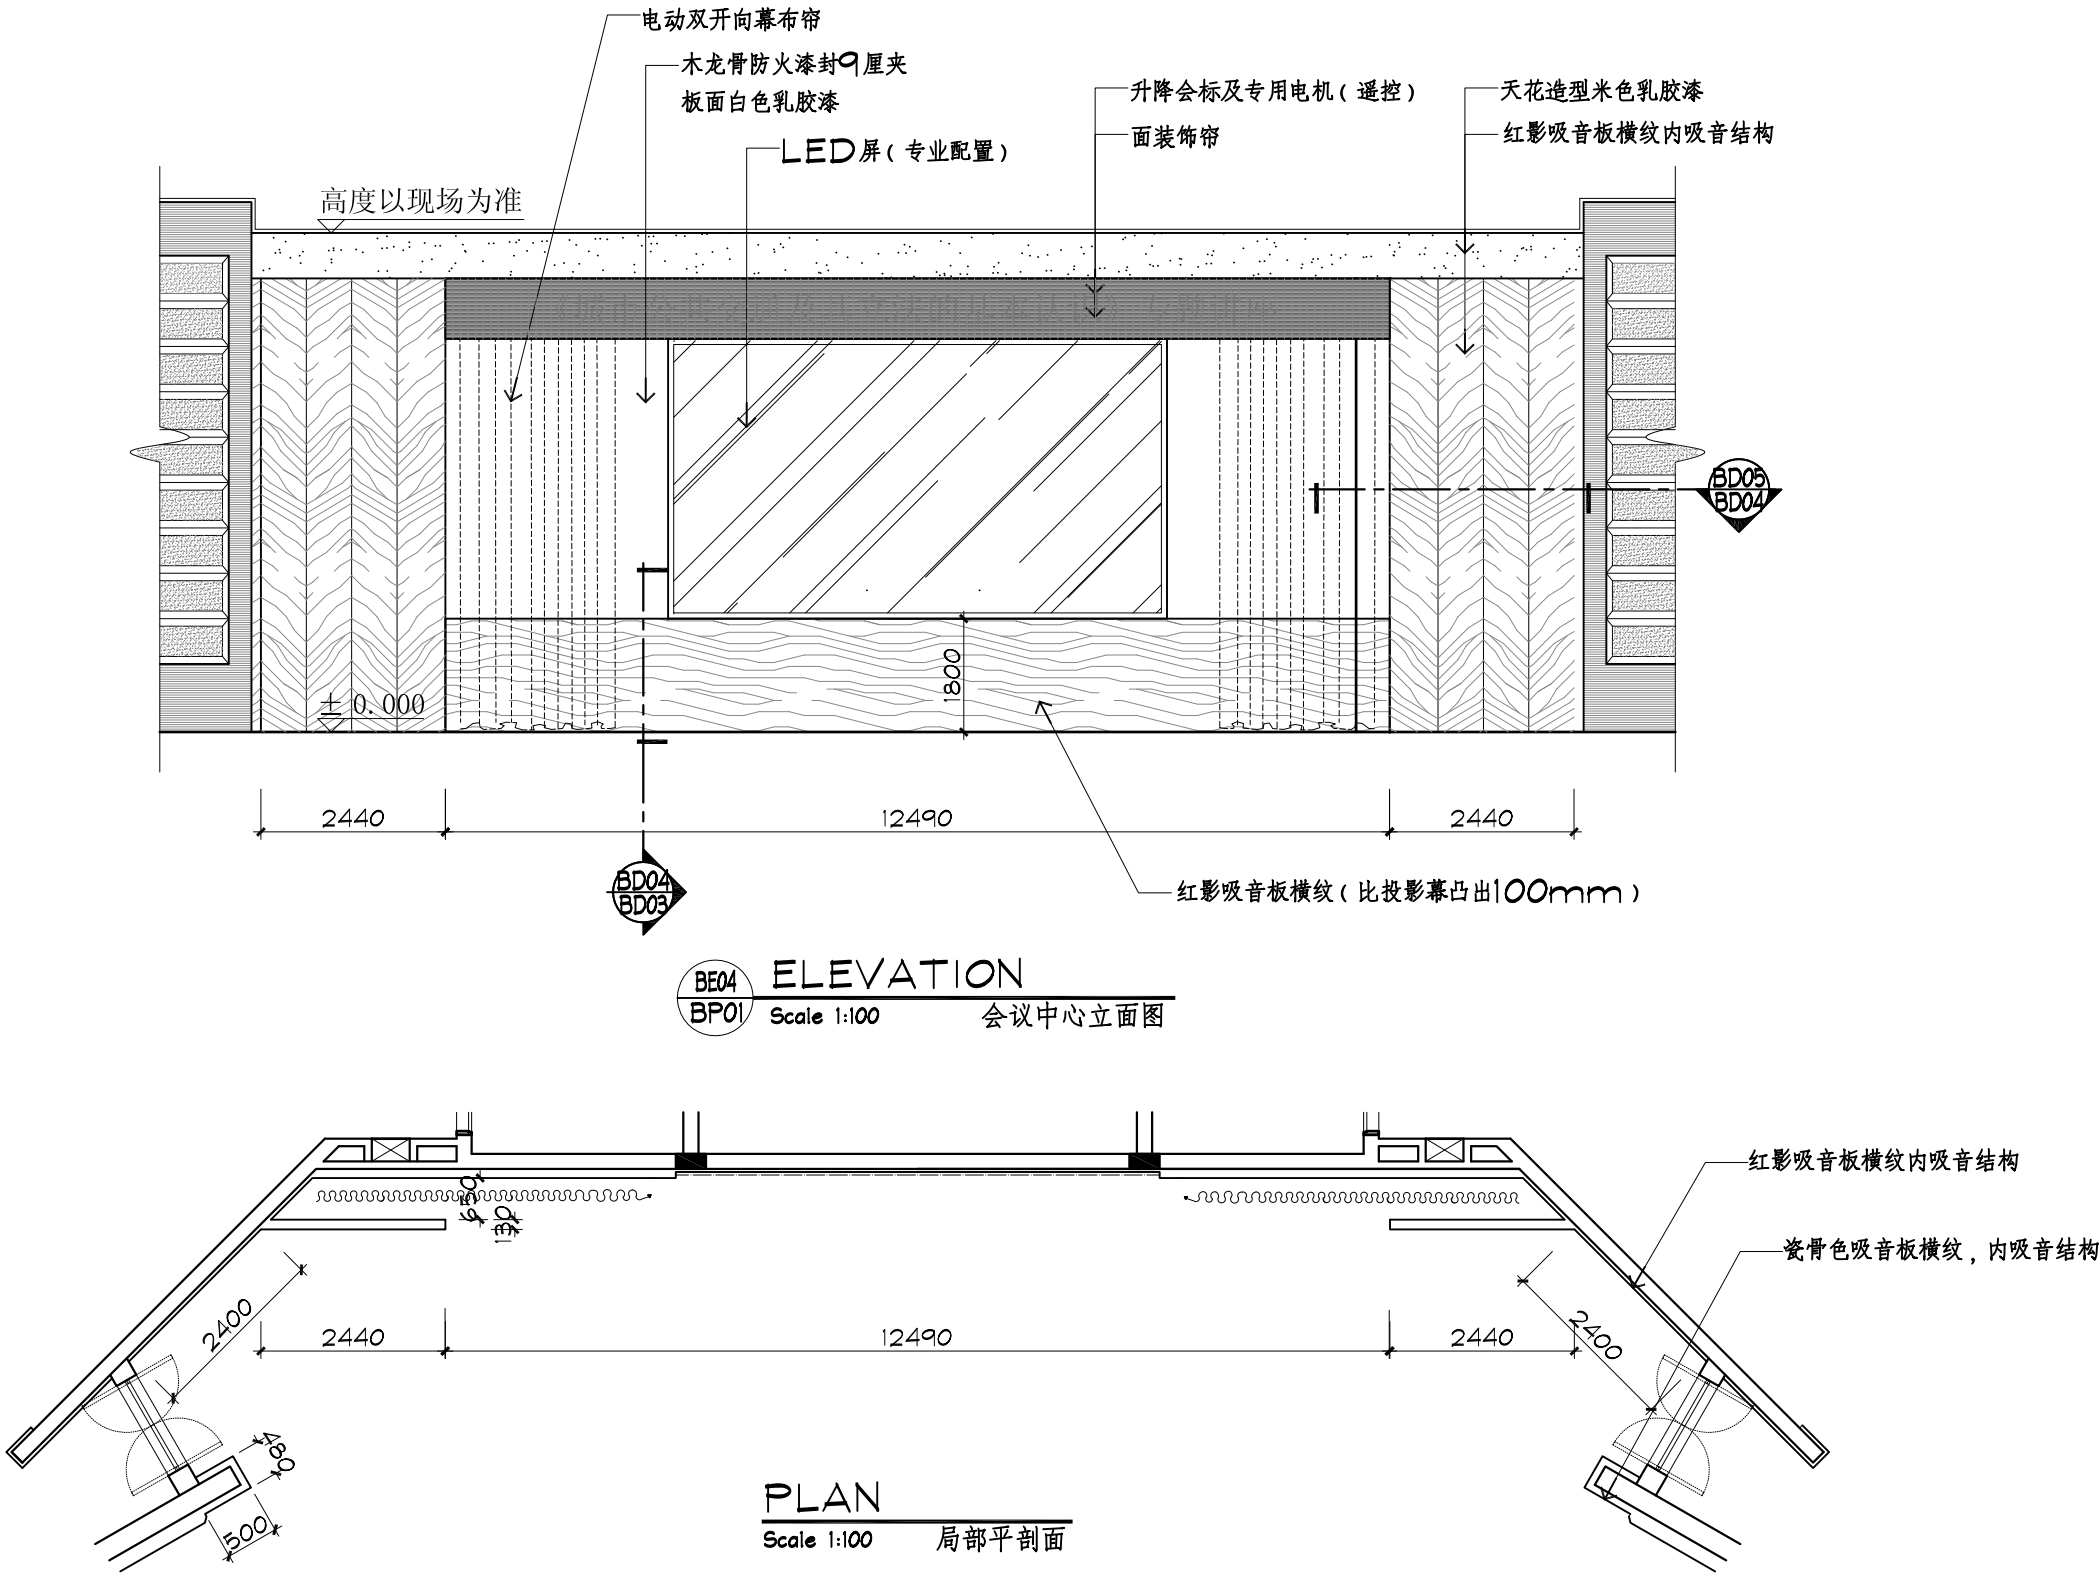 电动双开向幕布帘
木龙骨防火漆封9厘夹
板面白色乳胶漆
LED屏(专业配置)
升降会标及专用电机(遥控)
面装饰帘
天花造型米色乳胶漆
红影吸音板横纹内吸音结构
高度以现场为准
BD05
BD04
1800
± 0.000
2440
12490
2440
BD04
BD03
红影吸音板横纹(比投影幕凸出100mm)
BE04
BP01
ELEVATION
Scale 1:100
会议中心立面图
红影吸音板横纹内吸音结构
650
130
瓷骨色吸音板横纹,内吸音结构
2400
2440
12490
2440
2400
480
500
PLAN
Scale 1:100
局部平剖面